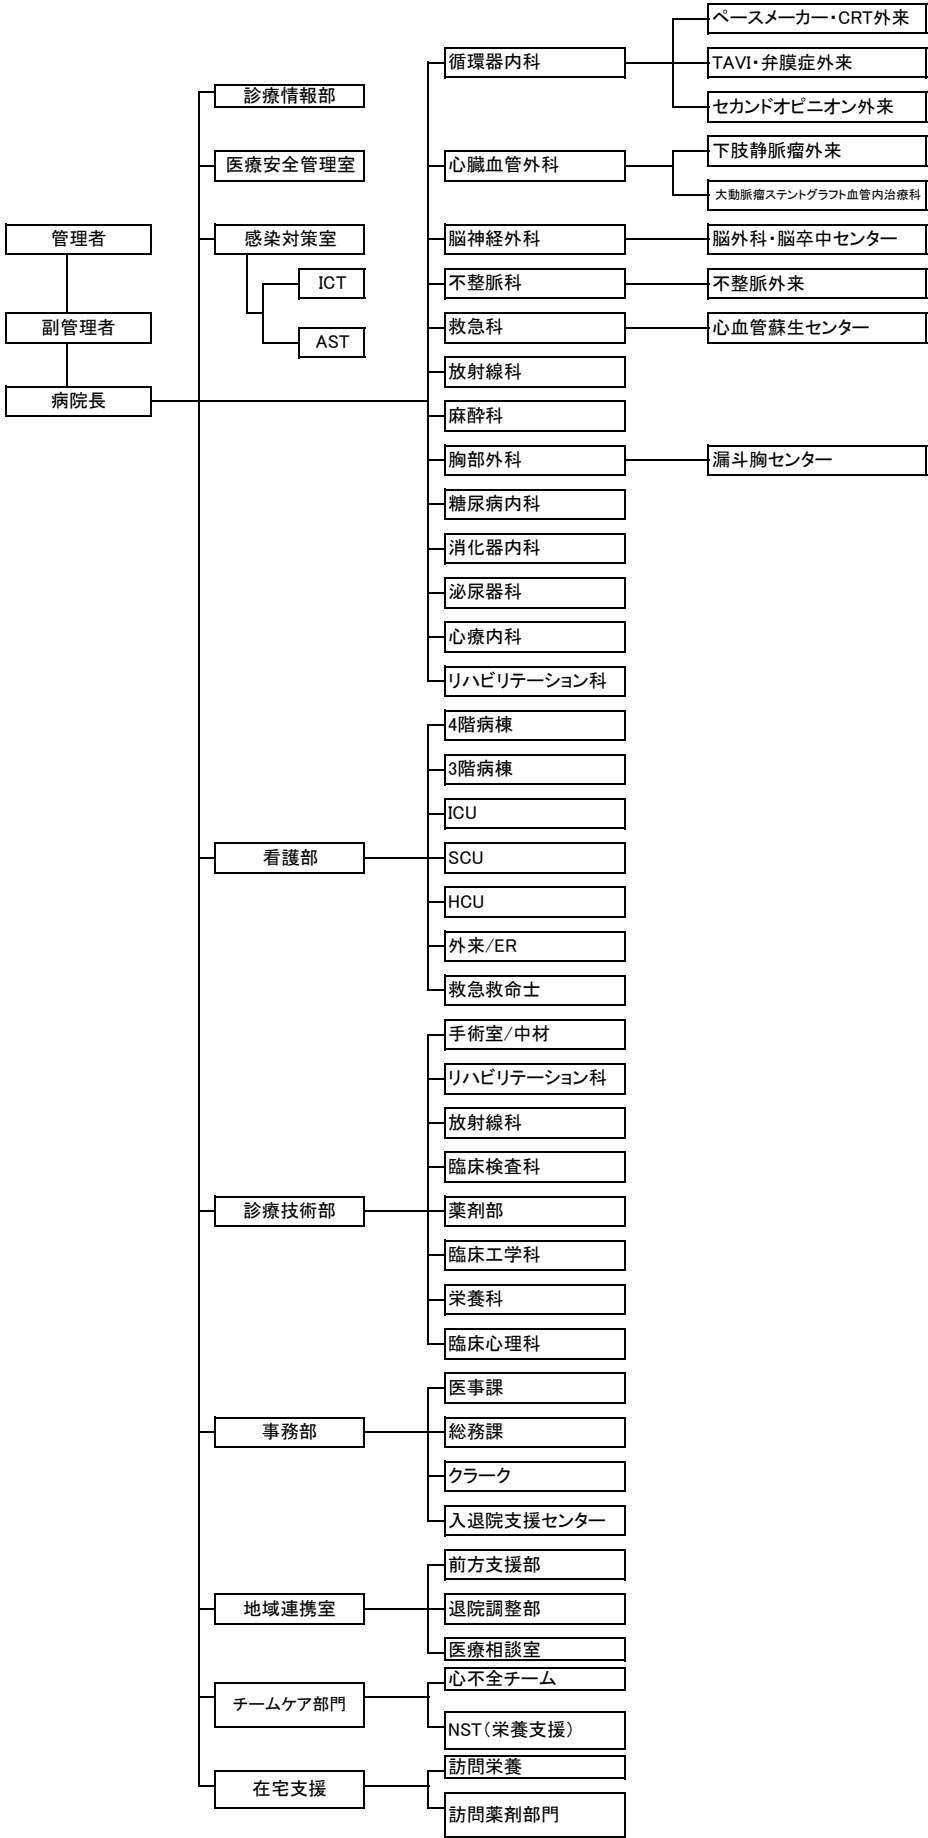 管理者
副管理者
病院長
診療情報部
医療安全管理室
感染対策室
ICT
AST
循環器内科
ペースメーカー・CRT外来
TAVI・弁膜症外来
セカンドオピニオン外来
心臓血管外科
下肢静脈瘤外来
大動脈瘤ステントグラフト血管内治療科
脳神経外科
脳外科・脳卒中センター
不整脈科
不整脈外来
救急科
心血管蘇生センター
放射線科
麻酔科
胸部外科
漏斗胸センター
糖尿病内科
消化器内科
泌尿器科
心療内科
リハビリテーション科
看護部
4階病棟
3階病棟
ICU
SCU
HCU
外来/ER
救急救命士
診療技術部
手術室/中材
リハビリテーション科
放射線科
臨床検査科
薬剤部
臨床工学科
栄養科
臨床心理科
事務部
医事課
総務課
クラーク
入退院支援センター
地域連携室
前方支援部
退院調整部
医療相談室
チームケア部門
心不全チーム
NST（栄養支援）
在宅支援
訪問栄養
訪問薬剤部門